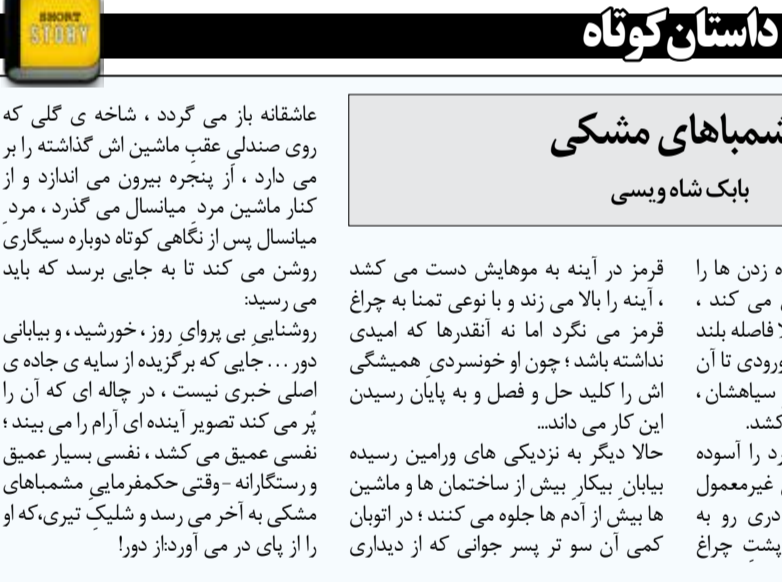 SHORT
STORY
داستان کوتاه
مشکی
بابک شاه ویسی
زدن ها را
می کند ،
فاصله بلند
ورودی تا آن
سیاهشان ،
کشد.
را آسوده
غیرمعمول
دری رو به
پشتِ چراغ
قرمز در آینه به موهایش دست می کشد
، آینه را بالا می زند و با نوعی تمنا به چراغ
قرمز می نگرد اما نه آنقدرها که امیدی
نداشته باشد ؛ چون او خونسردیِ همیشگی
اش را کلید حل و فصل و به پایان رسیدن
این کار می داند...
حالا دیگر به نزدیکی های ورامین رسیده
بیابانِ بیکار بیش از ساختمان ها و ماشین
ها بیش از آدم ها جلوه می کنند ؛ در اتوبان
کمی آن سو تر پسر جوانی که از دیداری
عاشقانه باز می گردد ، شاخه ی گلی که
روی صندلیِ عقبِ ماشین اش گذاشته را بر
می دارد ، از پنجره بیرون می اندازد و از
کنار ماشین مردِ میانسال می گذرد ، مردِ
میانسال پس از نگاهی کوتاه دوباره سیگاری
روشن می کند تا به جایی برسد که باید
می رسید:
روشناییِ بی پروایِ روز ، خورشید ، و بیابانی
دور ... جایی که برگزیده از سایه ی جاده ی
اصلی خبری نیست ، در چاله ای که آن را
پُر می کند تصویر آینده ای آرام را می بیند ؛
نفسی عمیق می کشد ، نفسی بسیار عمیق
و رستگارانه -وقتی حکمفرماییِ مشمباهای
مشکی به آخر می رسد و شلیکِ تیری،که او
را از پای در می آورد:از دور!